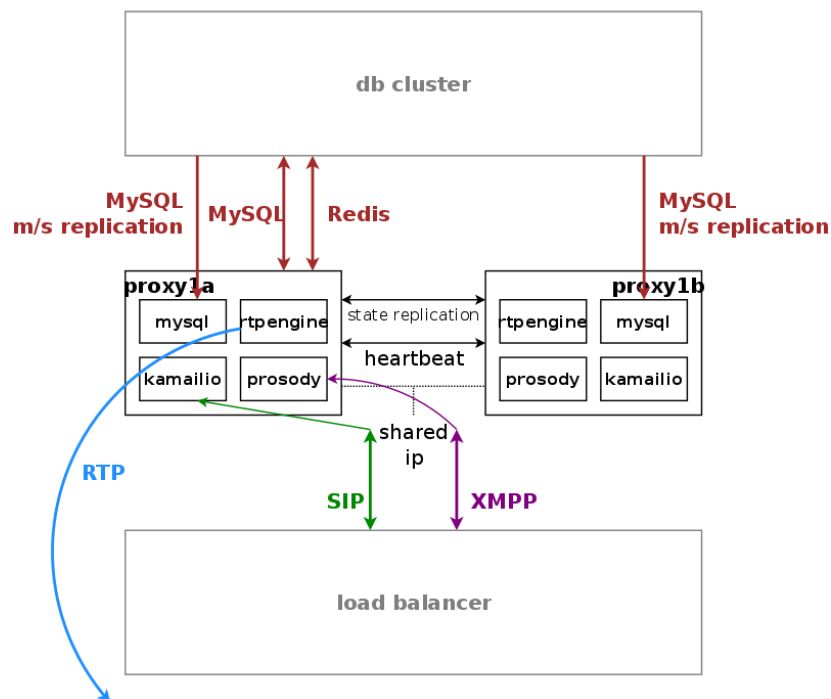 db cluster
MySQL
m/s replication
MySQL
Redis
MySQL
m/s replication
proxy1a
mysql
rtpengine
kamailio
prosody
state replication
heartbeat
proxy1b
rtpengine
mysql
prosody
kamailio
shared
ip
RTP
SIP
XMPP
load balancer